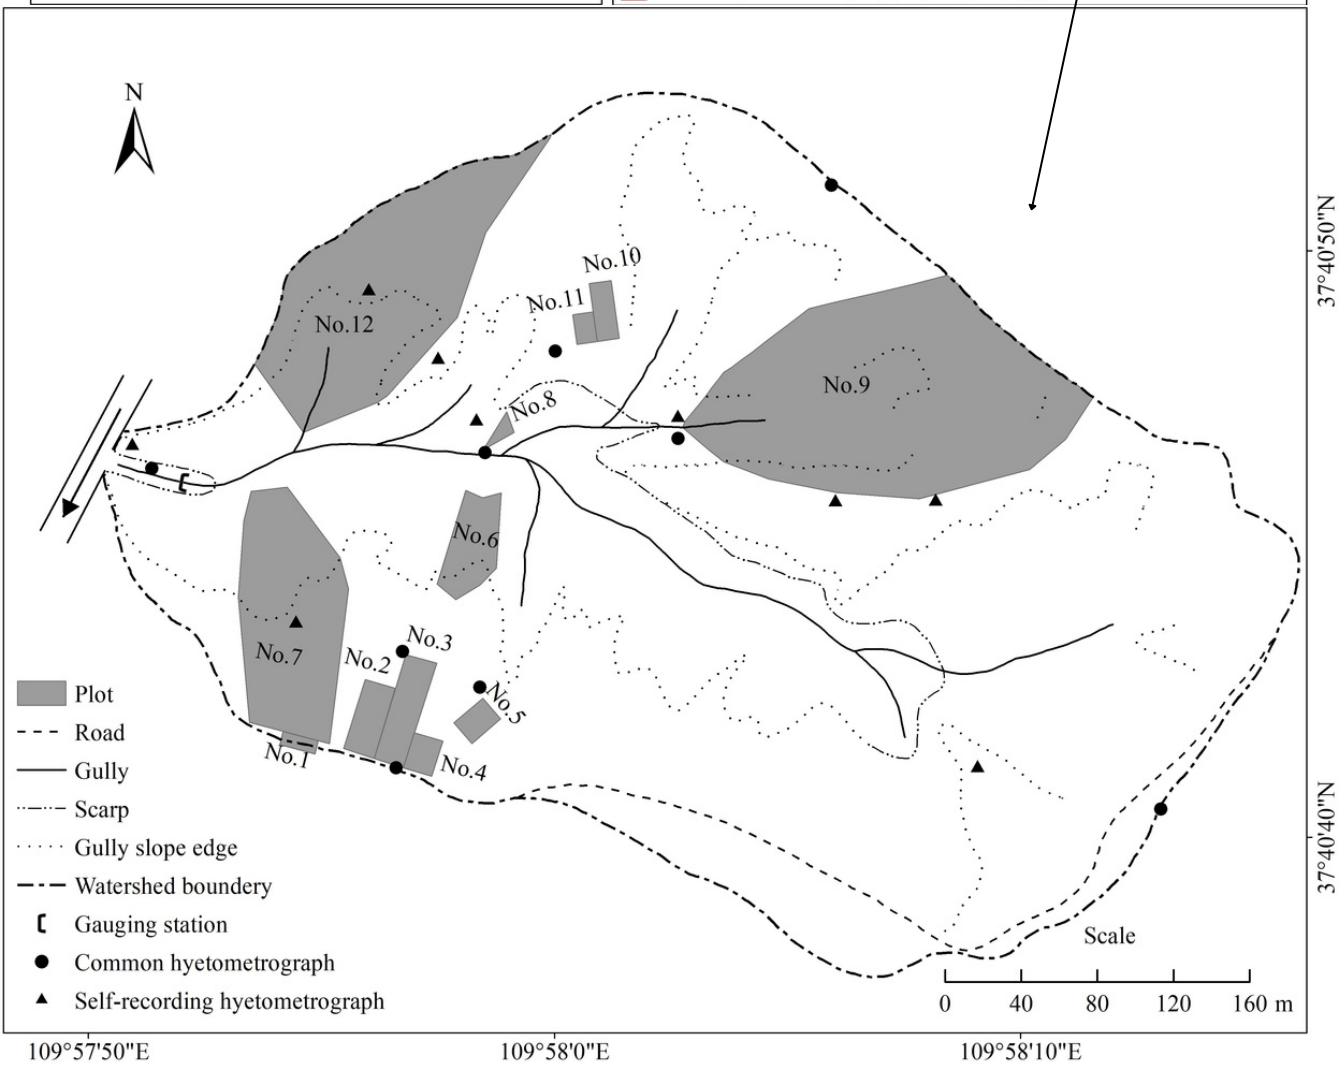 N
37°40'50"N
No.10
No.11
No.12
No.9
No.8
No.6
No.3
No.7
No.2
No.5
No.1
No.4
Plot
Road
Gully
Scarp
Gully slope edge
Watershed boundary
Gauging station
Common hyetometrograph
Self-recording hyetometrograph
37°40'40"N
Scale
0 40 80 120 160 m
109°57'50"E 109°58'0"E 109°58'10"E